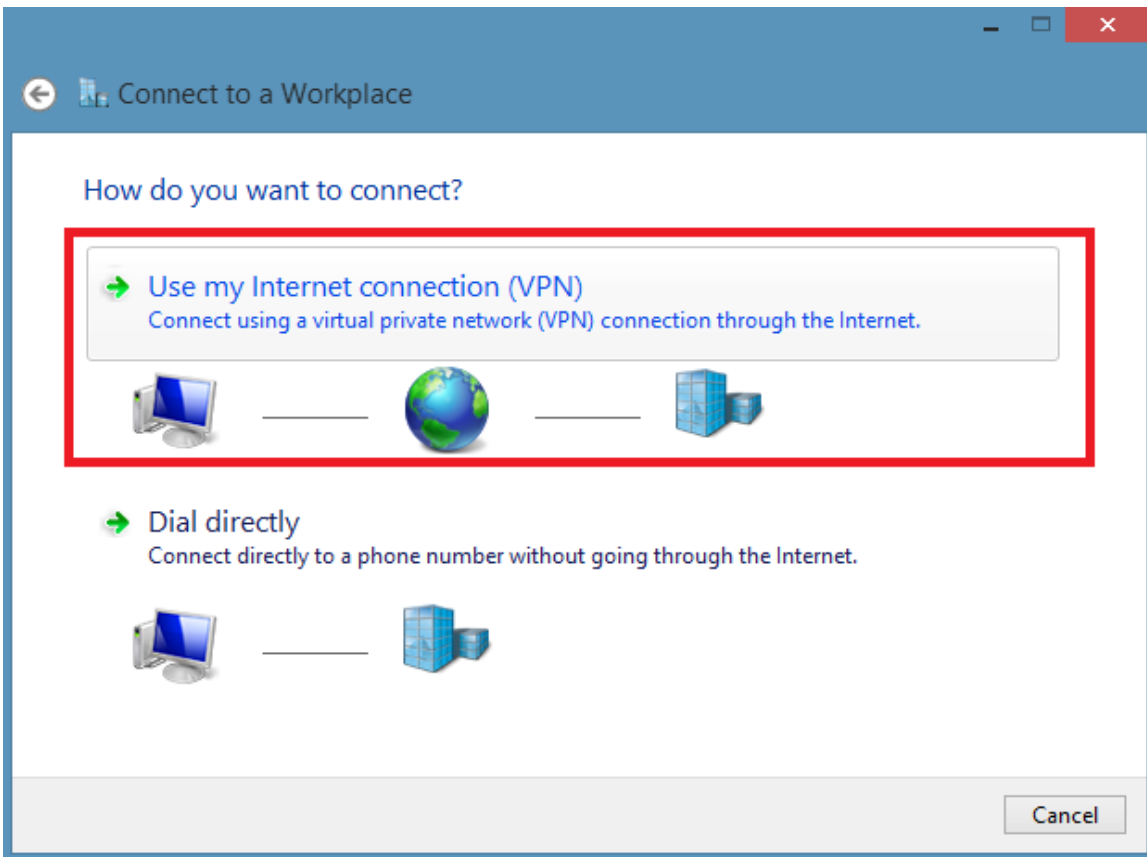 Connect to a Workplace
How do you want to connect?
Use my Internet connection (VPN)
Connect using a virtual private network (VPN) connection through the Internet.
Dial directly
Connect directly to a phone number without going through the Internet.
Cancel